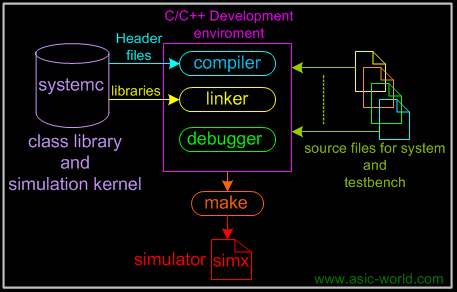 C/C++ Development
enviroment
Header
files
systemc
compiler
libraries
linker
debugger
class library
and
simulation kernel
source files for system
and
testbench
make
simulator
simx
www.asic-world.com